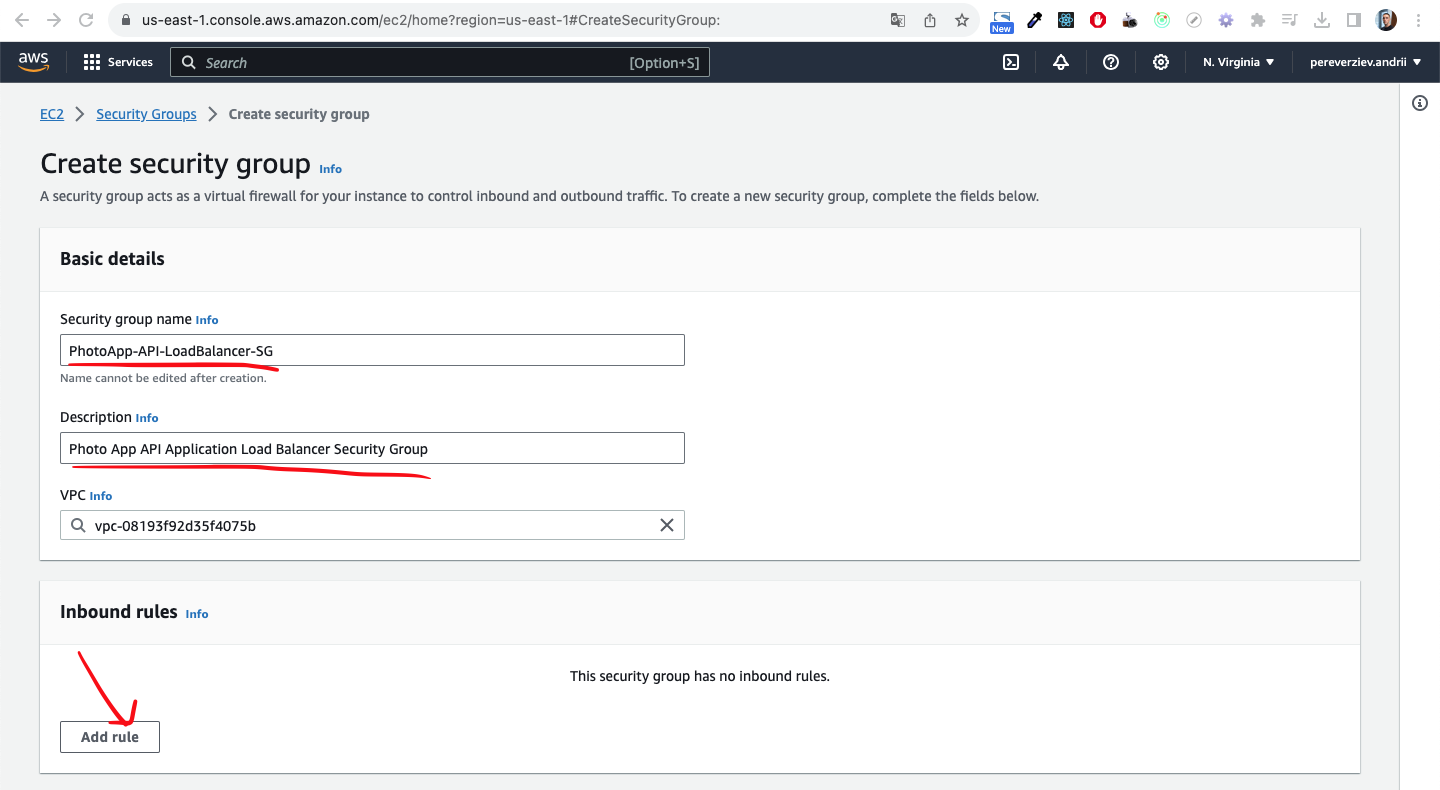 us-east-1.console.aws.amazon.com/ec2/home?region=us-east-1#CreateSecurityGroup:
New
aws
Services
Search
[Option+S]
N. Virginia
pereverziev.andrii
EC2
Security Groups
Create security group
Create security group Info
A security group acts as a virtual firewall for your instance to control inbound and outbound traffic. To create a new security group, complete the fields below.
Basic details
Security group name Info
PhotoApp-API-LoadBalancer-SG
Name cannot be edited after creation.
Description Info
Photo App API Application Load Balancer Security Group
VPC Info
vpc-08193f92d35f4075b
Inbound rules Info
This security group has no inbound rules.
Add rule